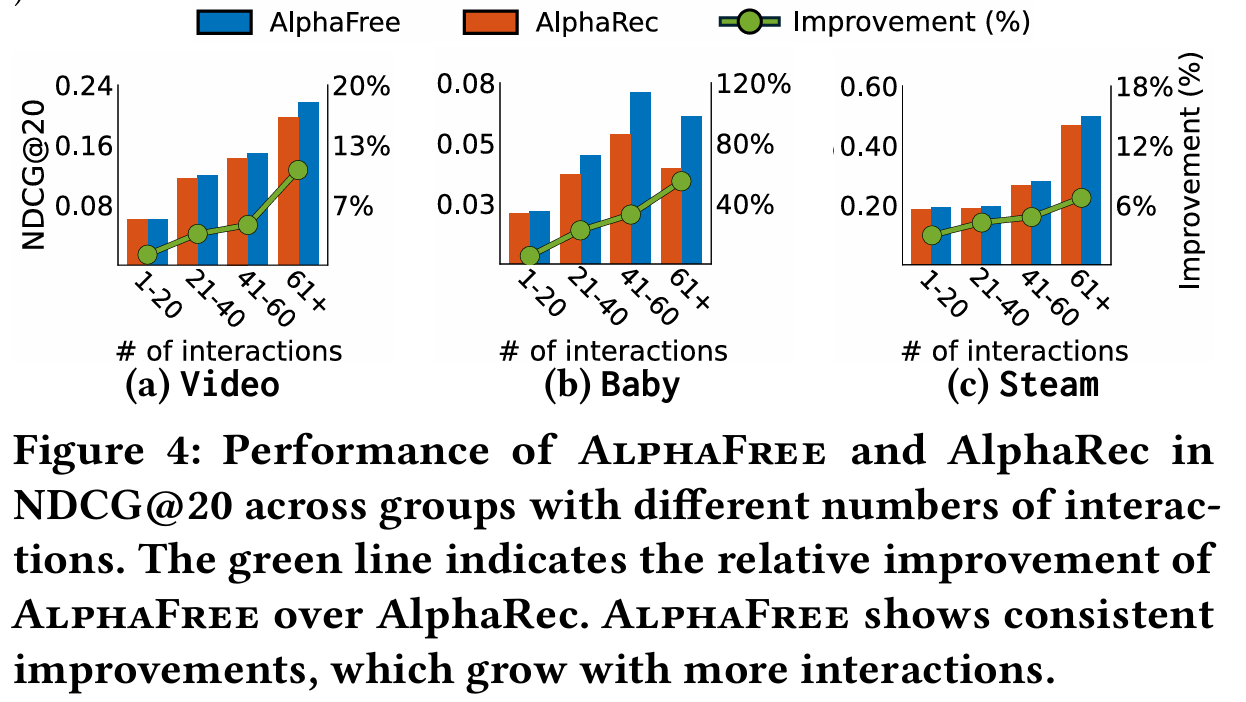 AlphaFree AlphaRec Improvement (%)
NDCG@20
0.24
0.16
0.08
20%
13%
7%
1-20 21-40 41-60 61+
# of interactions
(a) Video
0.08
0.05
0.03
120%
80%
40%
1-20 21-40 41-60 61+
# of interactions
(b) Baby
0.60
0.40
0.20
18%
12%
6%
Improvement (%)
1-20 21-40 41-60 61+
# of interactions
(c) Steam
Figure 4: Performance of AlphaFree and AlphaRec in
NDCG@20 across groups with different numbers of interac-
tions. The green line indicates the relative improvement of
AlphaFree over AlphaRec. AlphaFree shows consistent
improvements, which grow with more interactions.